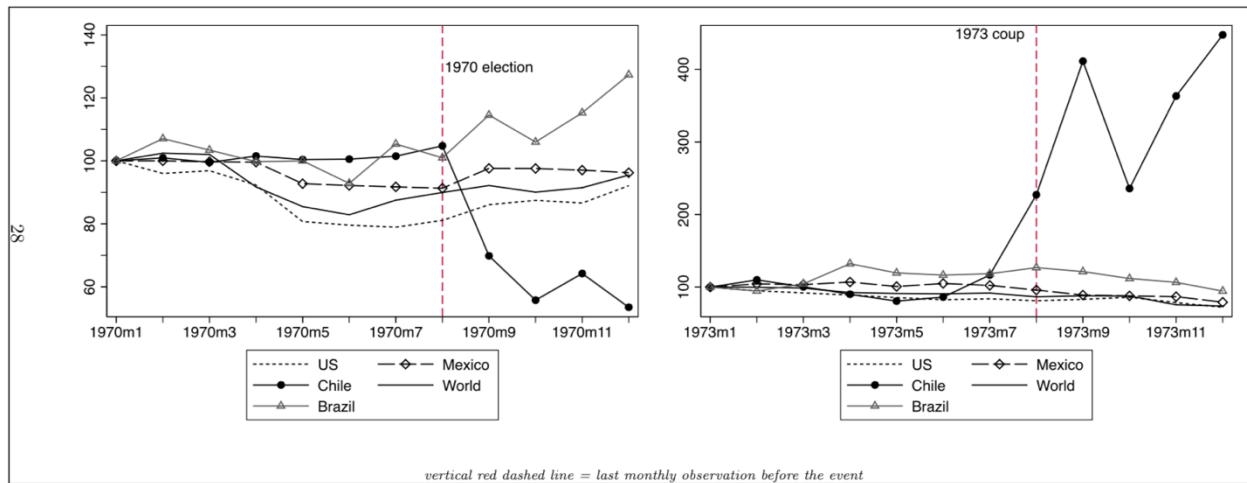 140
120
100
80
60
1970 election
1970m1
1970m3
1970m5
1970m7
1970m9
1970m11
US
Mexico
Chile
World
Brazil
400
300
200
100
1973 coup
1973m1
1973m3
1973m5
1973m7
1973m9
1973m11
US
Mexico
Chile
World
Brazil
28
vertical red dashed line = last monthly observation before the event